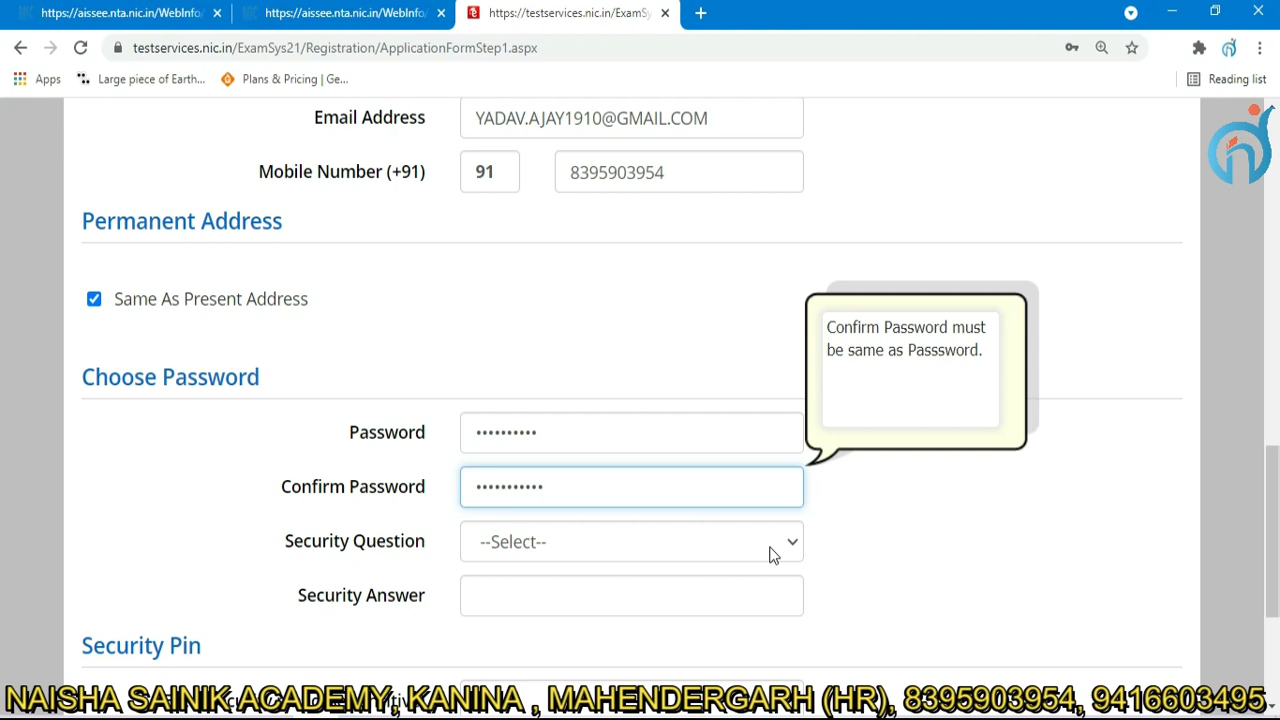 https://aissee.nta.nic.in/WebInfo/
https://aissee.nta.nic.in/WebInfo/
https://testservices.nic.in/ExamSy
testservices.nic.in/ExamSys21/Registration/ApplicationFormStep1.aspx
Apps
Large piece of Earth...
Plans & Pricing | Ge...
Reading list
Email Address
YADAV.AJAY1910@GMAIL.COM
Mobile Number (+91)
91
8395903954
Permanent Address
Same As Present Address
Confirm Password must
be same as Passsword.
Choose Password
Password
••••••••••
Confirm Password
•••••••••••
Security Question
--Select--
Security Answer
Security Pin
NAISHA SAINIK ACADEMY, KANINA , MAHENDERGARH (HR), 8395903954, 9416603495